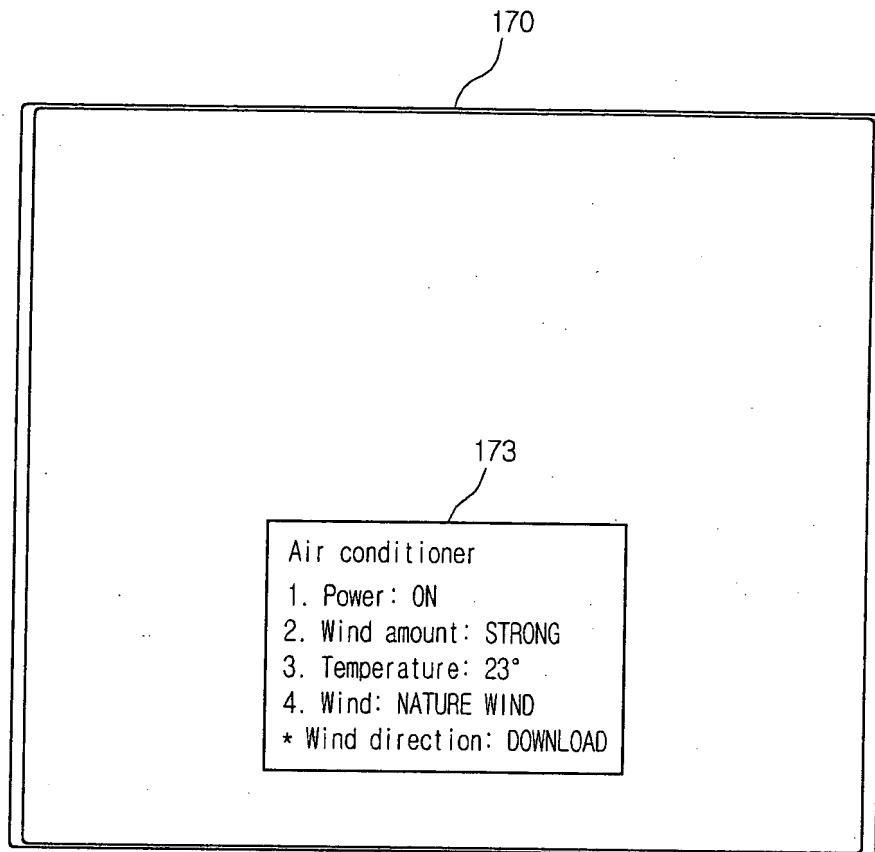 170
173
Air conditioner
1. Power: ON
2. Wind amount: STRONG
3. Temperature: 23°
4. Wind: NATURE WIND
* Wind direction: DOWNLOAD